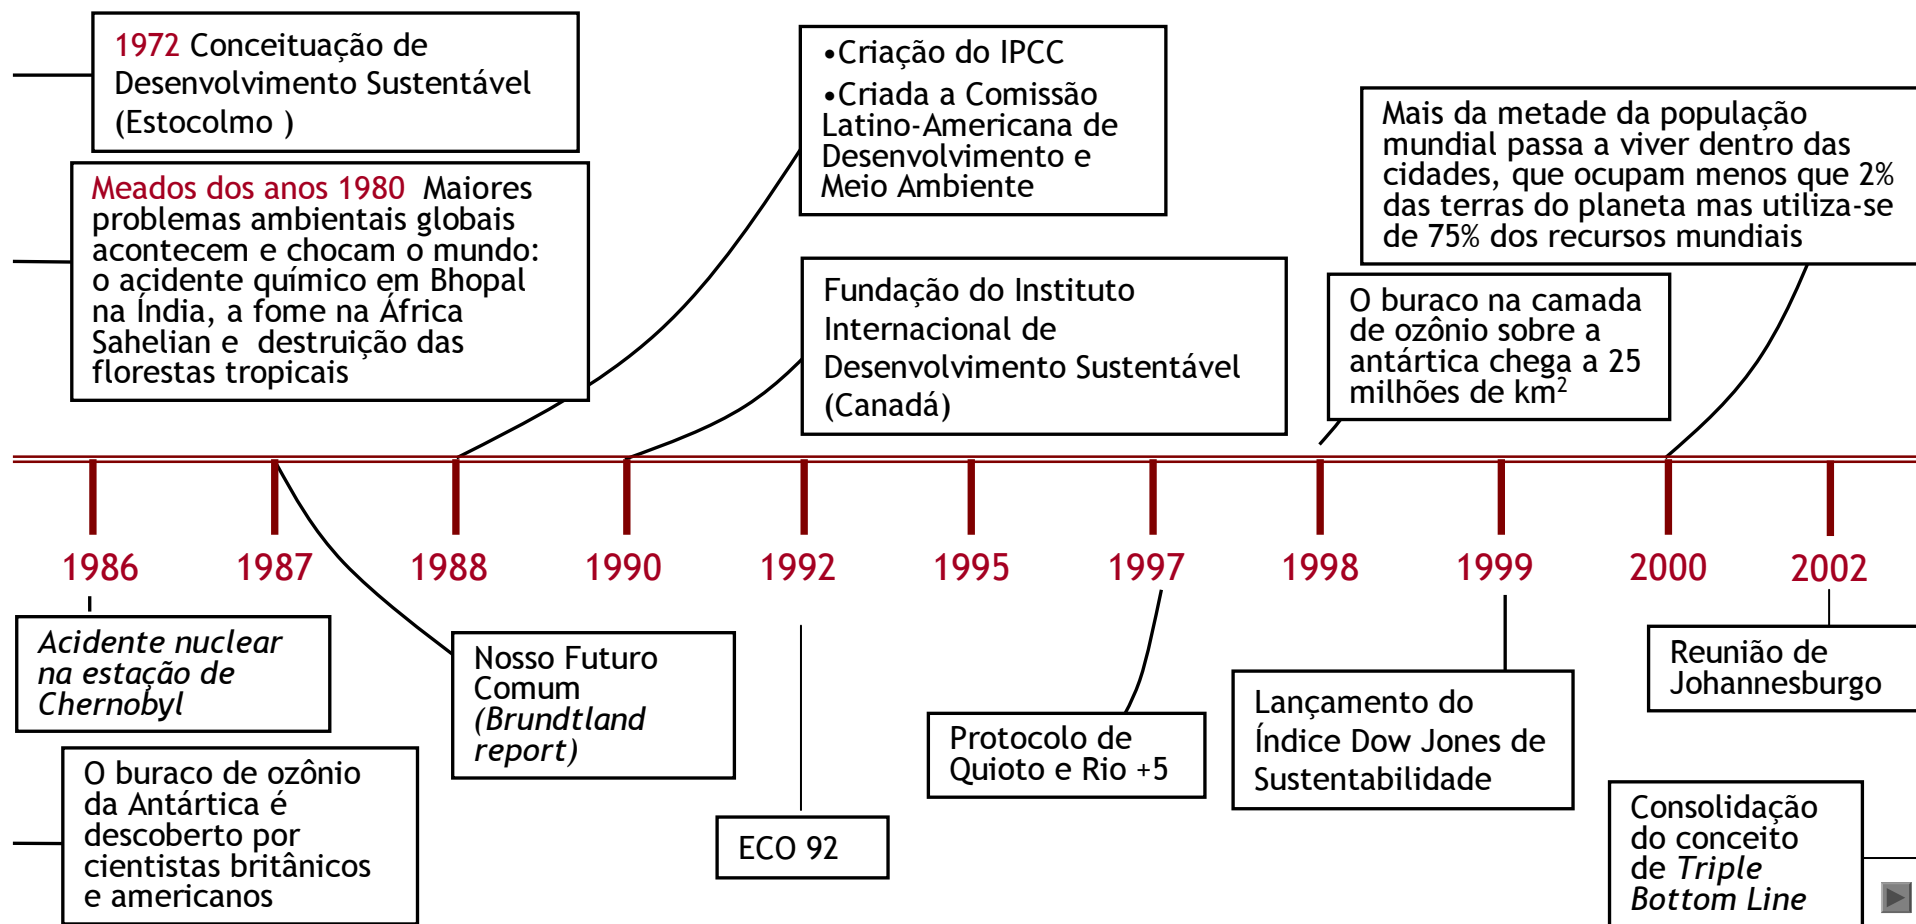 1972 Conceituação de
Desenvolvimento Sustentável
(Estocolmo )
Meados dos anos 1980  Maiores
problemas ambientais globais
acontecem e chocam o mundo:
o acidente químico em Bhopal
na Índia, a fome na África
Sahelian e  destruição das
florestas tropicais
•Criação do IPCC
•Criada a Comissão
Latino-Americana de
Desenvolvimento e
Meio Ambiente
Fundação do Instituto
Internacional de
Desenvolvimento Sustentável
(Canadá)
Mais da metade da população
mundial passa a viver dentro das
cidades, que ocupam menos que 2%
das terras do planeta mas utiliza-se
de 75% dos recursos mundiais
O buraco na camada
de ozônio sobre a
antártica chega a 25
milhões de km²
1986 1987 1988 1990 1992 1995 1997 1998 1999 2000 2002
Acidente nuclear
na estação de
Chernobyl
O buraco de ozônio
da Antártica é
descoberto por
cientistas britânicos
e americanos
Nosso Futuro
Comum
(Brundtland
report)
ECO 92
Protocolo de
Quioto e Rio +5
Lançamento do
Índice Dow Jones de
Sustentabilidade
Reunião de
Johannesburgo
Consolidação
do conceito
de Triple
Bottom Line